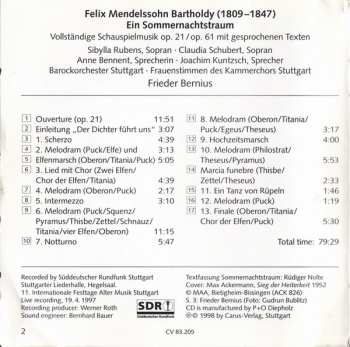 Felix Mendelssohn Bartholdy (1809–1847)
Ein Sommernachtstraum
Vollständige Schauspielmusik op. 21 / op. 61 mit gesprochenen Texten
Sibylla Rubens, Sopran · Claudia Schubert, Sopran
Anne Bennent, Sprecherin · Joachim Kuntzsch, Sprecher
Barockorchester Stuttgart · Frauenstimmen des Kammerchors Stuttgart
Frieder Bernius
1 Ouverture (op. 21) 11:15
2 Einleitung „Der Dichter führt uns" 3:07
3 1. Scherzo 4:34
4 2. Melodram (Puck/Elfe) und 3:13
5 Elfenmarsch (Oberon/Titania/Puck) 5:05
6 3. Lied mit Chor (Zwei Elfen/
Chor der Elfen/Titania) 4:39
7 4. Melodram (Oberon/Puck) 2:17
8 5. Intermezzo 3:10
9 6. Melodram (Puck/Squenz/
Pyramus/Thisbe/Zettel/Schnauz/
Titania/vier Elfen/Oberon) 11:15
10 7. Notturno 5:47
11 8. Melodram (Oberon/Titania/
Puck/Egeus/Theseus) 3:17
12 9. Hochzeitsmarsch 4:00
13 10. Melodram (Philostrat/
Theseus/Pyramus) 5:53
14 Marcia funebre (Thisbe/
Zettel/Theseus) 2:33
15 11. Ein Tanz von Rüpeln 1:46
16 12. Melodram (Puck) 1:19
17 13. Finale (Oberon/Titania/
Chor der Elfen/Puck) 5:30
Total time: 79:29
Recorded by Süddeutscher Rundfunk Stuttgart
Stuttgarter Liederhalle, Hegelsaal
11. Internationale Festtage Alter Musik Stuttgart
Live recording, 19. 4. 1997
Producer: Werner Roth
Sound engineer: Bernhard Bauer
SDR
Textfassung Sommernachtstraum: Rüdiger Nolte
Cover: Max Ackermann, Sieg der Heiterkeit 1952
© MAA, Bietigheim-Bissingen (ACK 826)
S. 3: Frieder Bernius (Foto: Gudrun Bublitz)
CD manufactured by P+O Diepholz
℗ © 1998 by Carus-Verlag, Stuttgart
2
CV 83.205